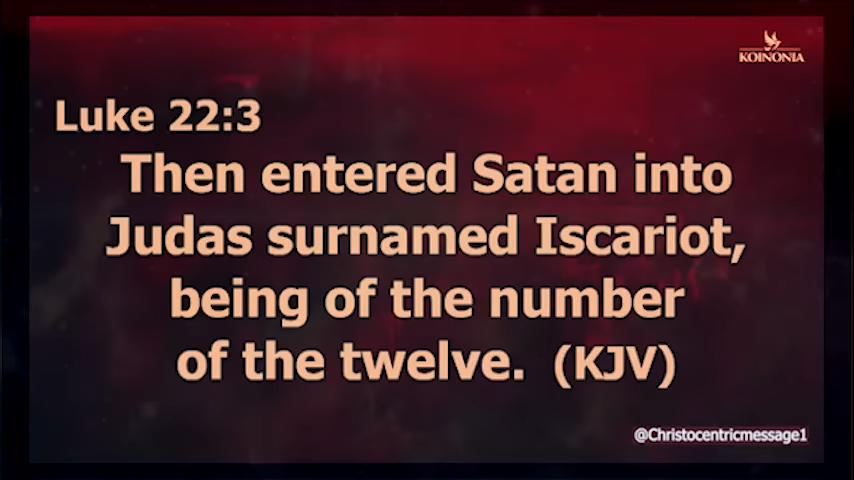 KOINONIA
Luke 22:3
Then entered Satan into
Judas surnamed Iscariot,
being of the number
of the twelve. (KJV)
@Christocentricmessage1